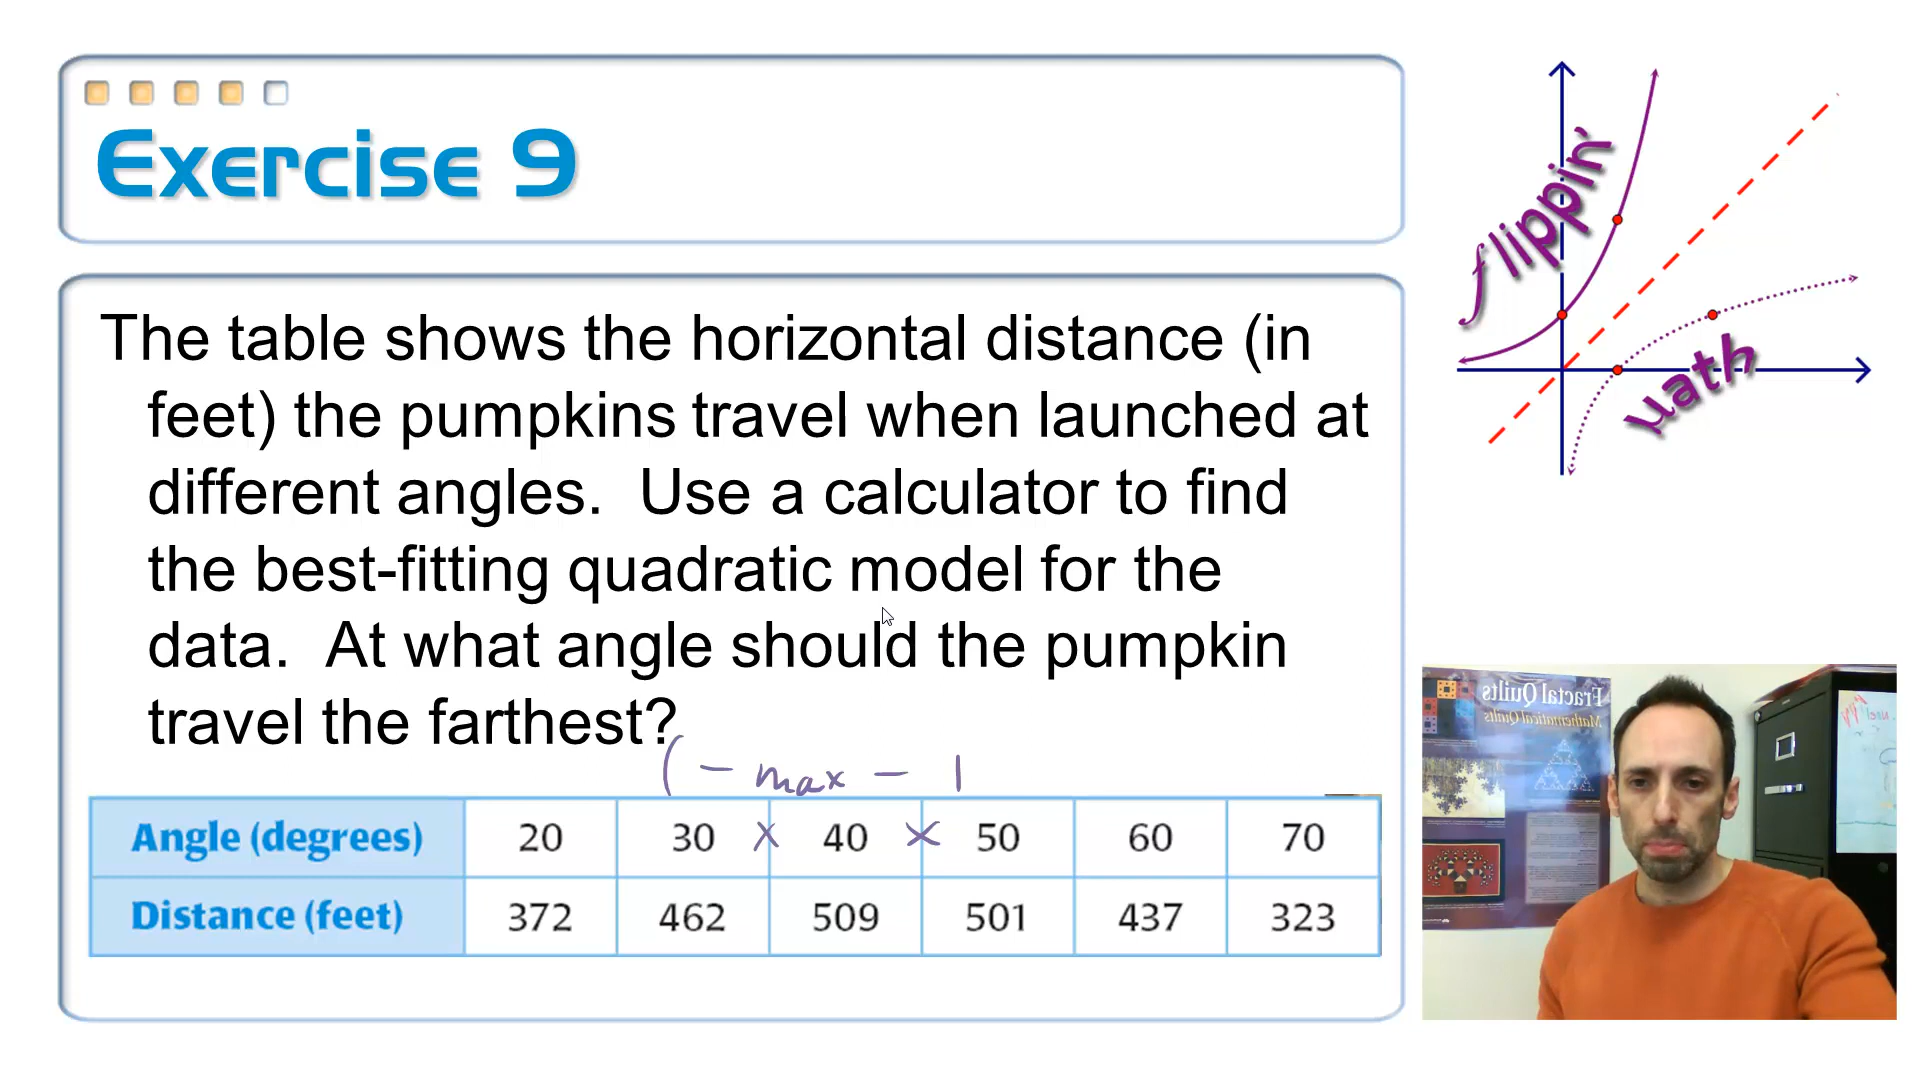 Exercise 9
The table shows the horizontal distance (in
feet) the pumpkins travel when launched at
different angles.  Use a calculator to find
the best-fitting quadratic model for the
data.  At what angle should the pumpkin
travel the farthest?
( - max - |
Angle (degrees) 20 30 x 40 x 50 60 70
Distance (feet) 372 462 509 501 437 323
flippin'
math
Fractal Quilts
Mathematical Quilts